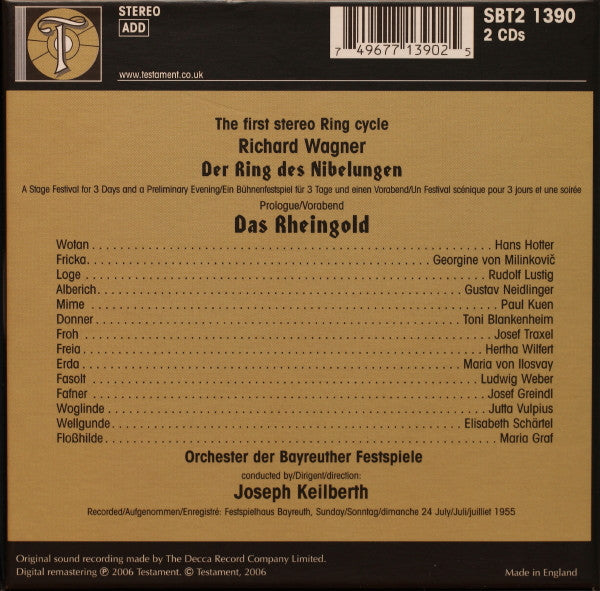 STEREO
ADD
www.testament.co.uk
SBT2 1390
2 CDs
7 49677 13902 5
The first stereo Ring cycle
Richard Wagner
Der Ring des Nibelungen
A Stage Festival for 3 Days and a Preliminary Evening/Ein Bühnenfestspiel für 3 Tage und einen Vorabend/Un Festival scénique pour 3 jours et une soirée
Prologue/Vorabend
Das Rheingold
Wotan . . . . . . . . . . Hans Hotter
Fricka . . . . . . . . . . Georgine von Milinkovič
Loge . . . . . . . . . . Rudolf Lustig
Alberich . . . . . . . . . . Gustav Neidlinger
Mime . . . . . . . . . . Paul Kuen
Donner . . . . . . . . . . Toni Blankenheim
Froh . . . . . . . . . . Josef Traxel
Freia . . . . . . . . . . Hertha Wilfert
Erda . . . . . . . . . . Maria von Ilosvay
Fasolt . . . . . . . . . . Ludwig Weber
Fafner . . . . . . . . . . Josef Greindl
Woglinde . . . . . . . . . . Jutta Vulpius
Wellgunde . . . . . . . . . . Elisabeth Schärtel
Floßhilde . . . . . . . . . . Maria Graf
Orchester der Bayreuther Festspiele
conducted by/Dirigent/direction:
Joseph Keilberth
Recorded/Aufgenommen/Enregistré: Festspielhaus Bayreuth, Sunday/Sonntag/dimanche 24 July/Juli/juilliet 1955
Original sound recording made by The Decca Record Company Limited.
Digital remastering ℗ 2006 Testament. © Testament, 2006
Made in England